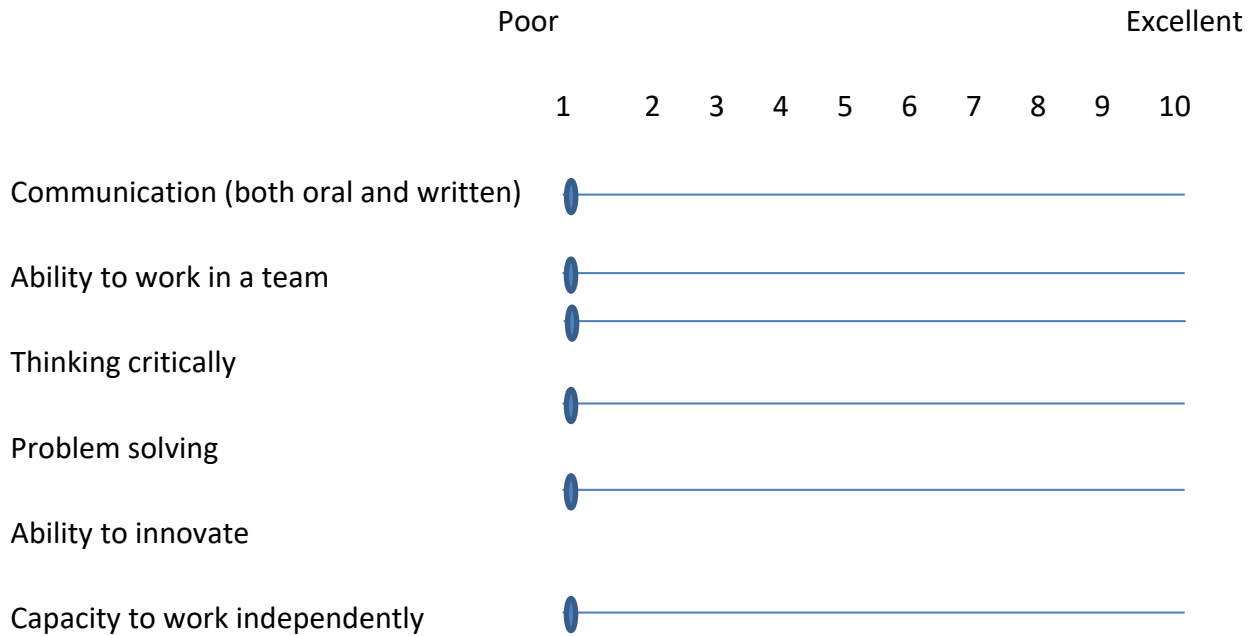 Poor Excellent
1 2 3 4 5 6 7 8 9 10
Communication (both oral and written)
Ability to work in a team
Thinking critically
Problem solving
Ability to innovate
Capacity to work independently